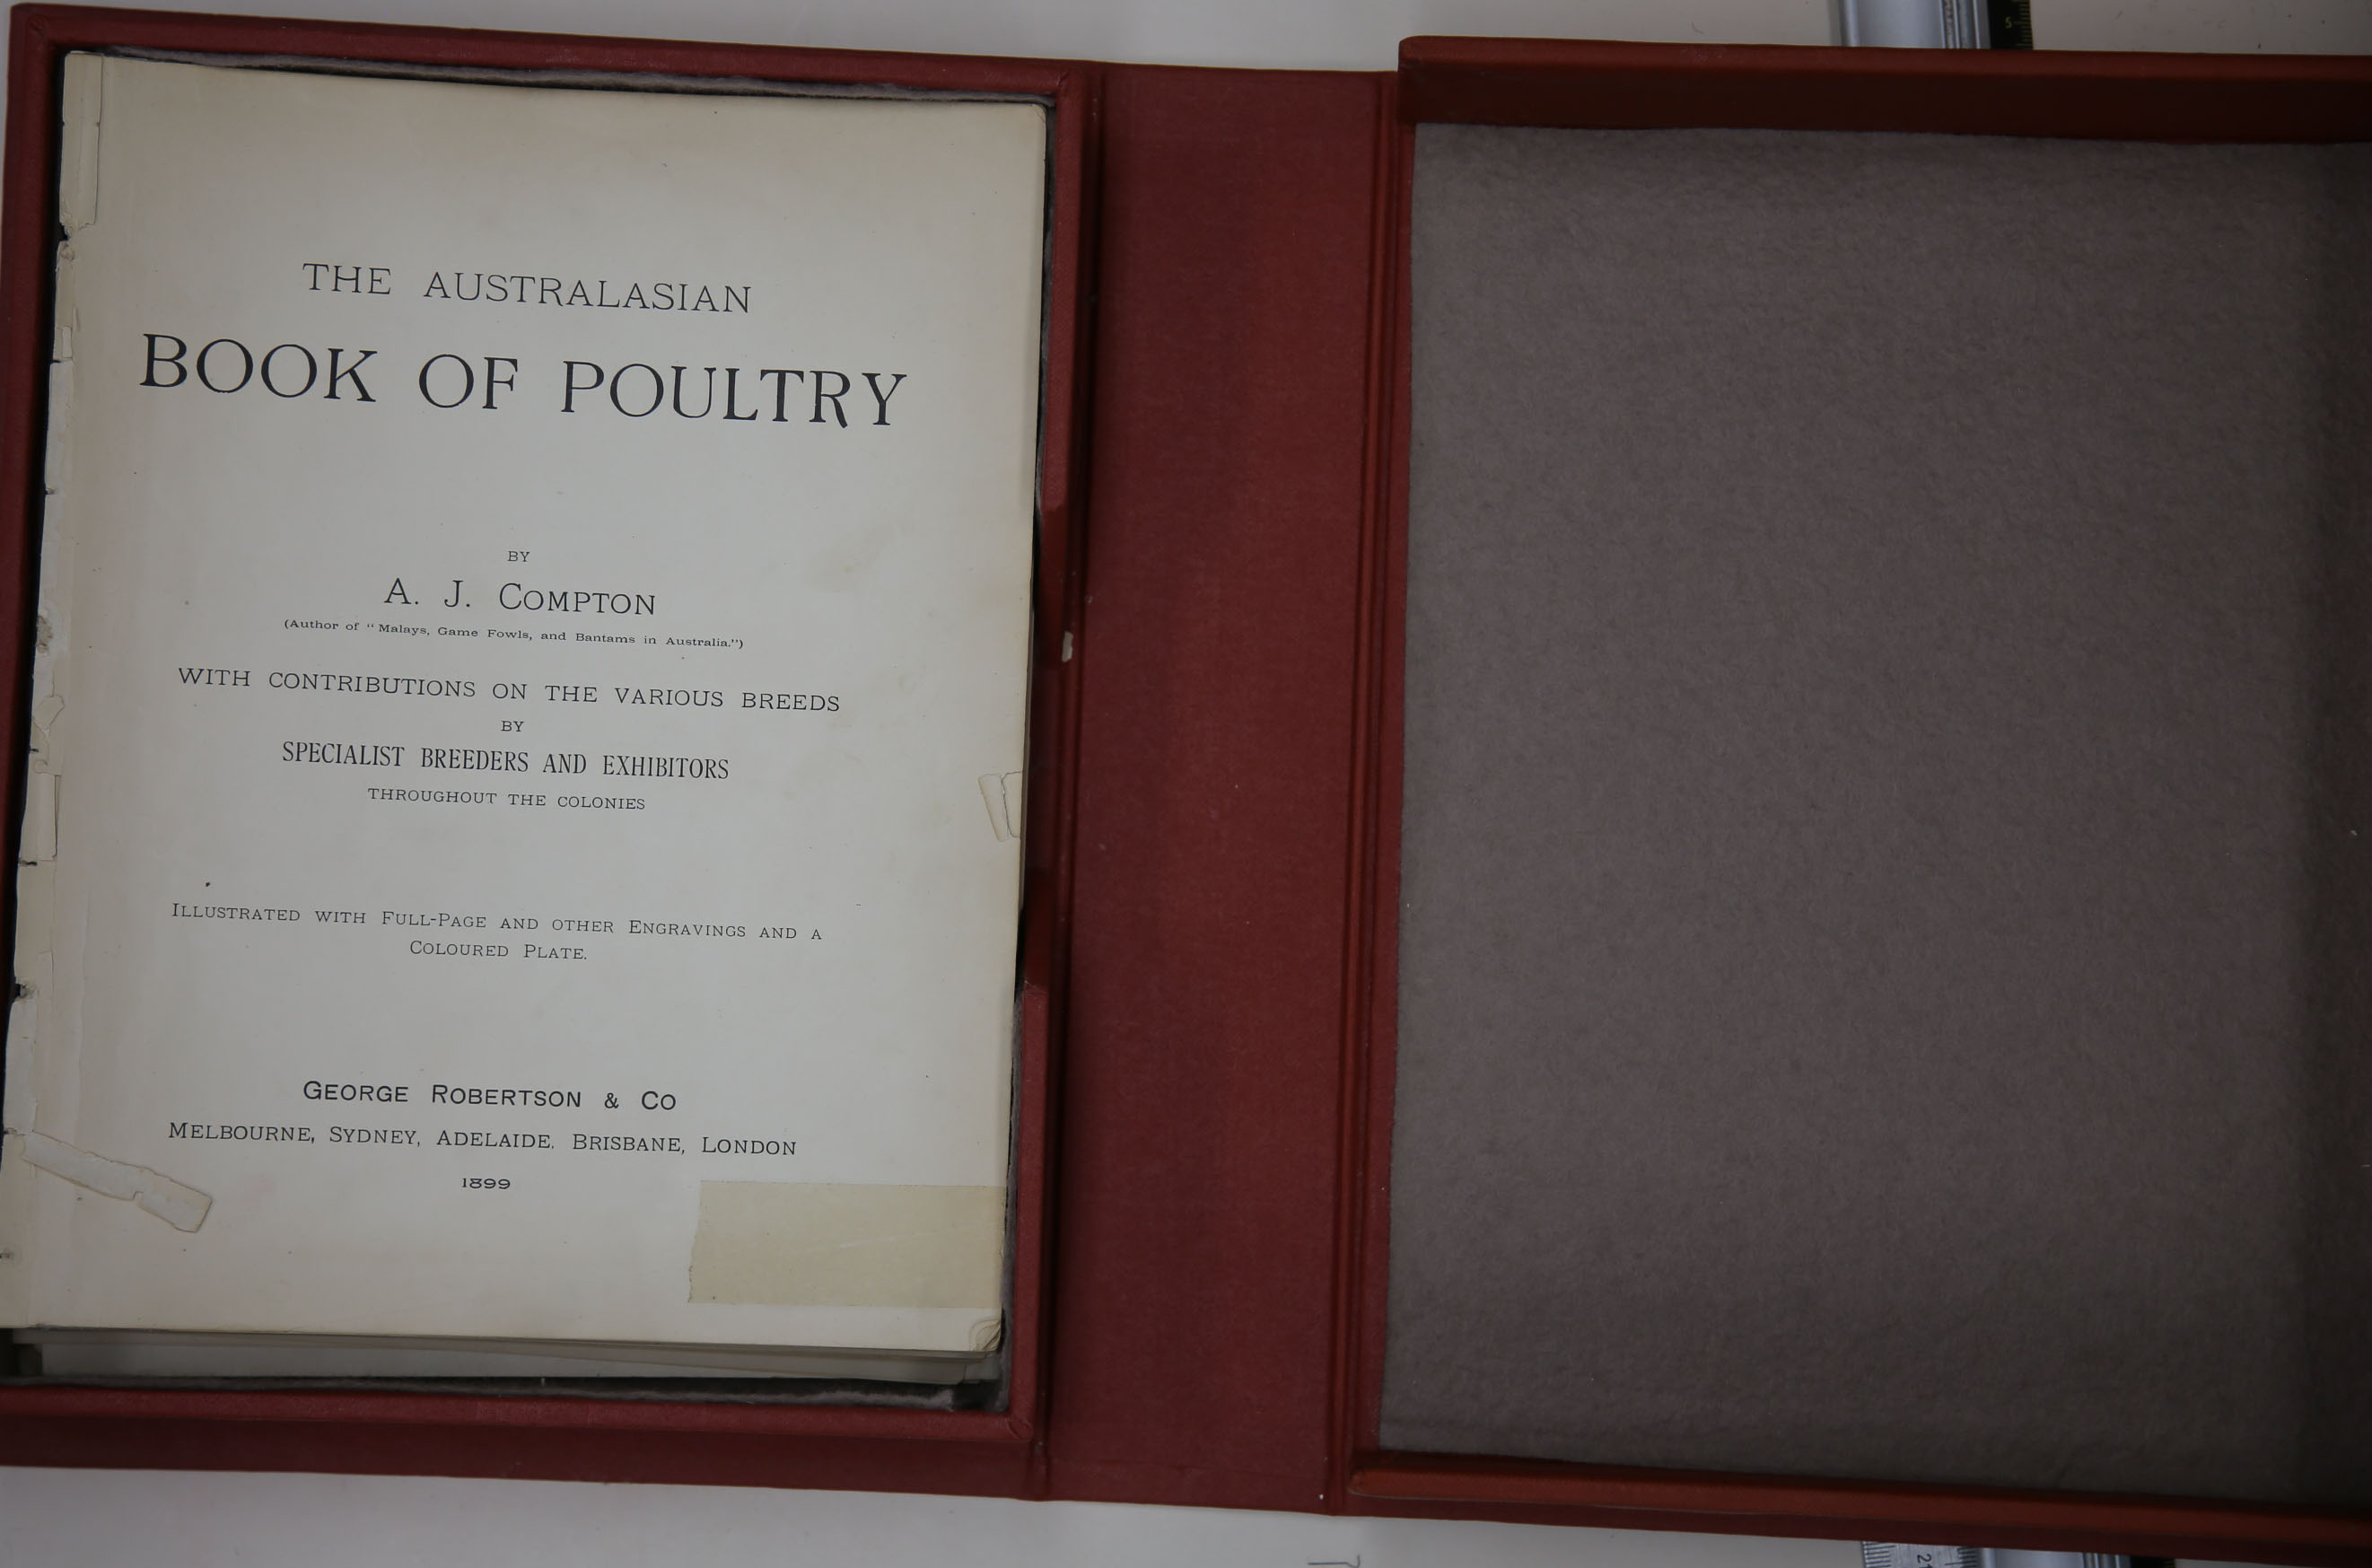 THE AUSTRALASIAN
BOOK OF POULTRY
BY
A. J. COMPTON
(Author of "Malays, Game Fowls, and Bantams in Australia.")
WITH CONTRIBUTIONS ON THE VARIOUS BREEDS
BY
SPECIALIST BREEDERS AND EXHIBITORS
THROUGHOUT THE COLONIES
ILLUSTRATED WITH FULL-PAGE AND OTHER ENGRAVINGS AND A
COLOURED PLATE.
GEORGE ROBERTSON & CO
MELBOURNE, SYDNEY, ADELAIDE. BRISBANE, LONDON
1899
5